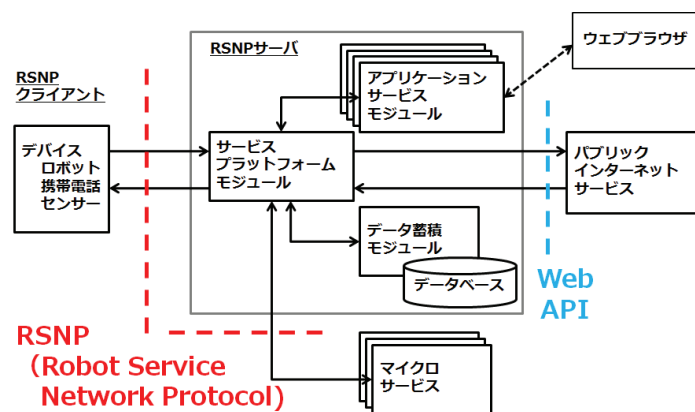 RSNPサーバ
ウェブブラウザ
RSNP
クライアント
アプリケーション
サービス
モジュール
デバイス
ロボット
携帯電話
センサー
サービス
プラットフォーム
モジュール
パブリック
インターネット
サービス
データ蓄積
モジュール
データベース
Web
API
RSNP
（Robot Service
Network Protocol)
マイクロ
サービス